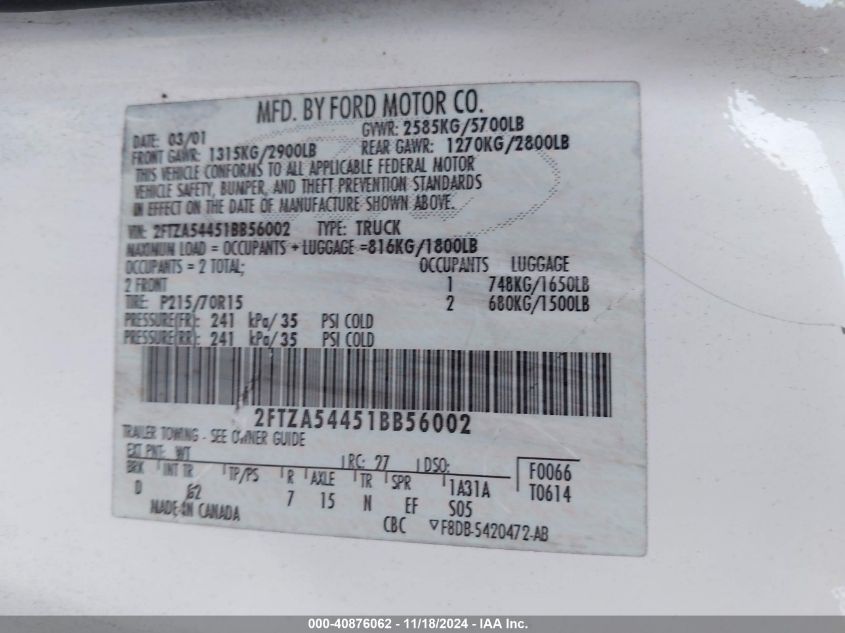 MFD. BY FORD MOTOR CO.
DATE: 03/01 GVWR: 2585KG/5700LB
FRONT GAWR: 1315KG/2900LB REAR GAWR: 1270KG/2800LB
THIS VEHICLE CONFORMS TO ALL APPLICABLE FEDERAL MOTOR
VEHICLE SAFETY, BUMPER, AND THEFT PREVENTION STANDARDS
IN EFFECT ON THE DATE OF MANUFACTURE SHOWN ABOVE.
VIN: 2FTZA54451BB56002 TYPE: TRUCK
MAXIMUM LOAD = OCCUPANTS + LUGGAGE =816KG/1800LB
OCCUPANTS = 2 TOTAL; OCCUPANTS LUGGAGE
2 FRONT 1 748KG/1650LB
TIRE: P215/70R15 2 680KG/1500LB
PRESSURE(FR): 241 kPa/35 PSI COLD
PRESSURE(RR): 241 kPa/35 PSI COLD
2FTZA54451BB56002
TRAILER TOWING - SEE OWNER GUIDE
EXT PNT: WT RC: 27 DSO: F0066
BRK INT TR TP/PS R AXLE TR SPR 1A31A T0614
D G2 7 15 N EF S05
MADE IN CANADA CBC F8DB-5420472-AB
000-40876062 - 11/18/2024 - IAA Inc.